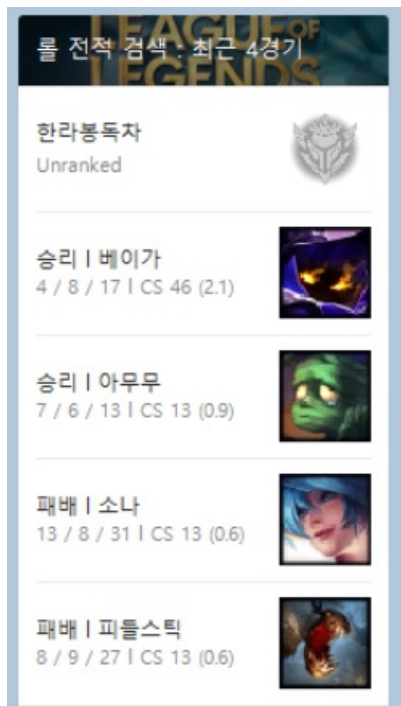 LEAGUE OF
LEGENDS
롤 전적 검색 : 최근 4경기
한라봉독차
Unranked
승리 l 베이가
4 / 8 / 17 l CS 46 (2.1)
승리 l 아무무
7 / 6 / 13 l CS 13 (0.9)
패배 l 소나
13 / 8 / 31 l CS 13 (0.6)
패배 l 피들스틱
8 / 9 / 27 l CS 13 (0.6)